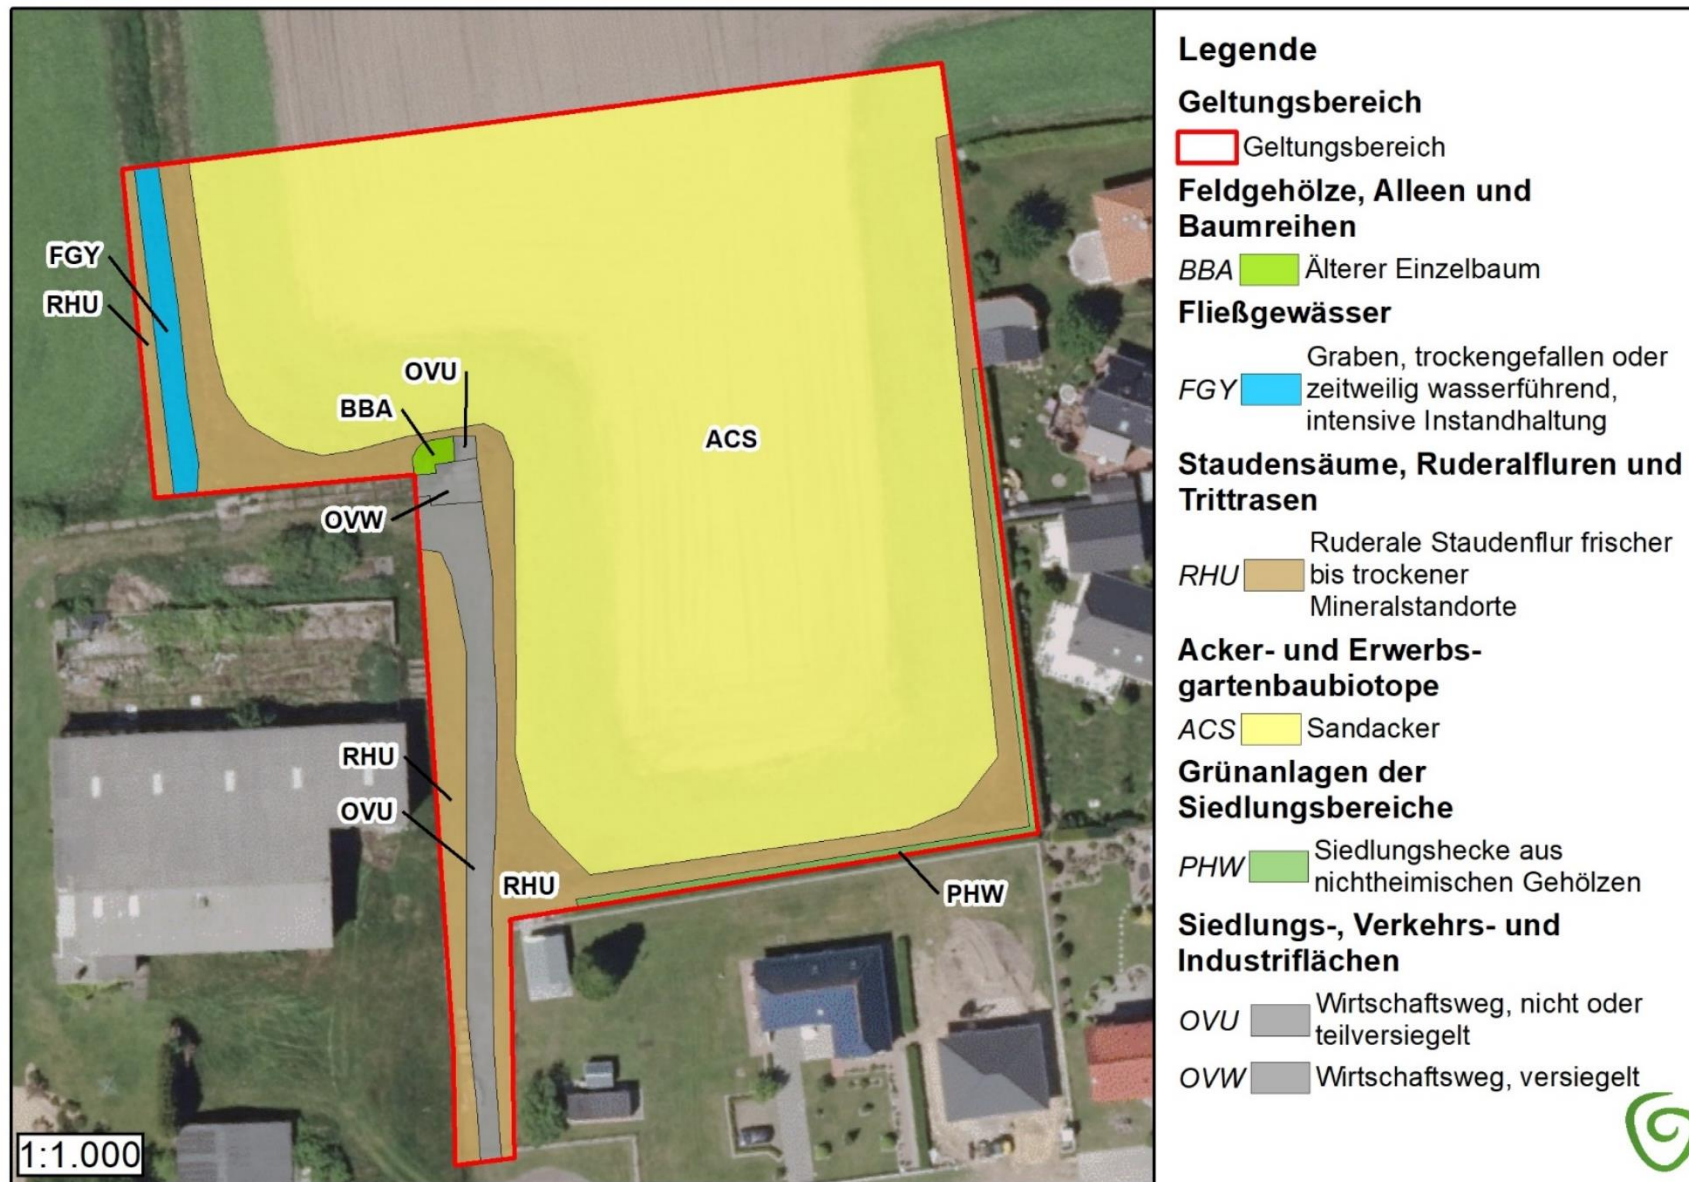 FGY
RHU
OVU
BBA
ACS
OVW
RHU
OVU
RHU
PHW
1:1.000
Legende
Geltungsbereich
Geltungsbereich
Feldgehölze, Alleen und
Baumreihen
BBA Älterer Einzelbaum
Fließgewässer
Graben, trockengefallen oder
FGY zeitweilig wasserführend,
intensive Instandhaltung
Staudensäume, Ruderalfluren und
Trittrasen
Ruderale Staudenflur frischer
RHU bis trockener
Mineralstandorte
Acker- und Erwerbs-
gartenbaubiotope
ACS Sandacker
Grünanlagen der
Siedlungsbereiche
PHW Siedlungshecke aus
nichtheimischen Gehölzen
Siedlungs-, Verkehrs- und
Industriflächen
OVU Wirtschaftsweg, nicht oder
teilversiegelt
OVW Wirtschaftsweg, versiegelt